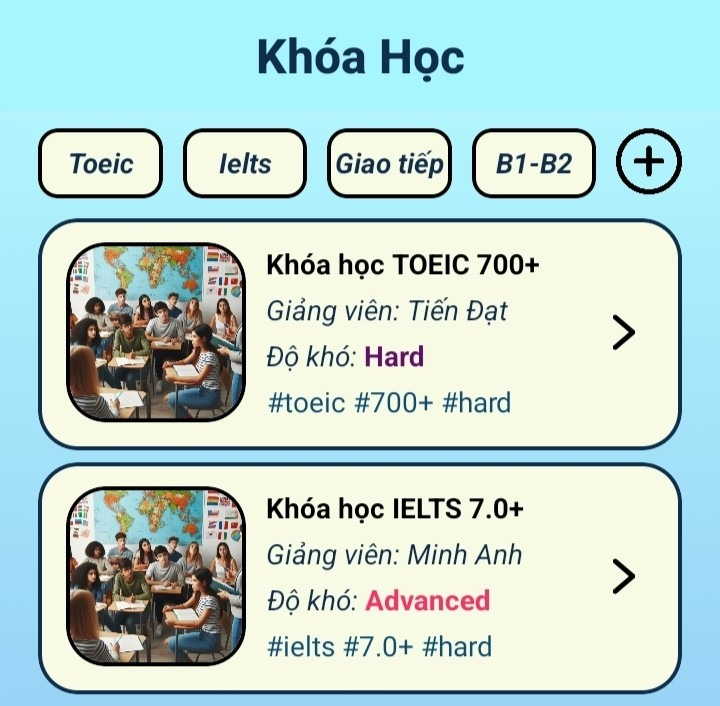 Khóa Học
Toeic Ielts Giao tiếp B1-B2
Khóa học TOEIC 700+
Giảng viên: Tiến Đạt
Độ khó: Hard
#toeic #700+ #hard
Khóa học IELTS 7.0+
Giảng viên: Minh Anh
Độ khó: Advanced
#ielts #7.0+ #hard